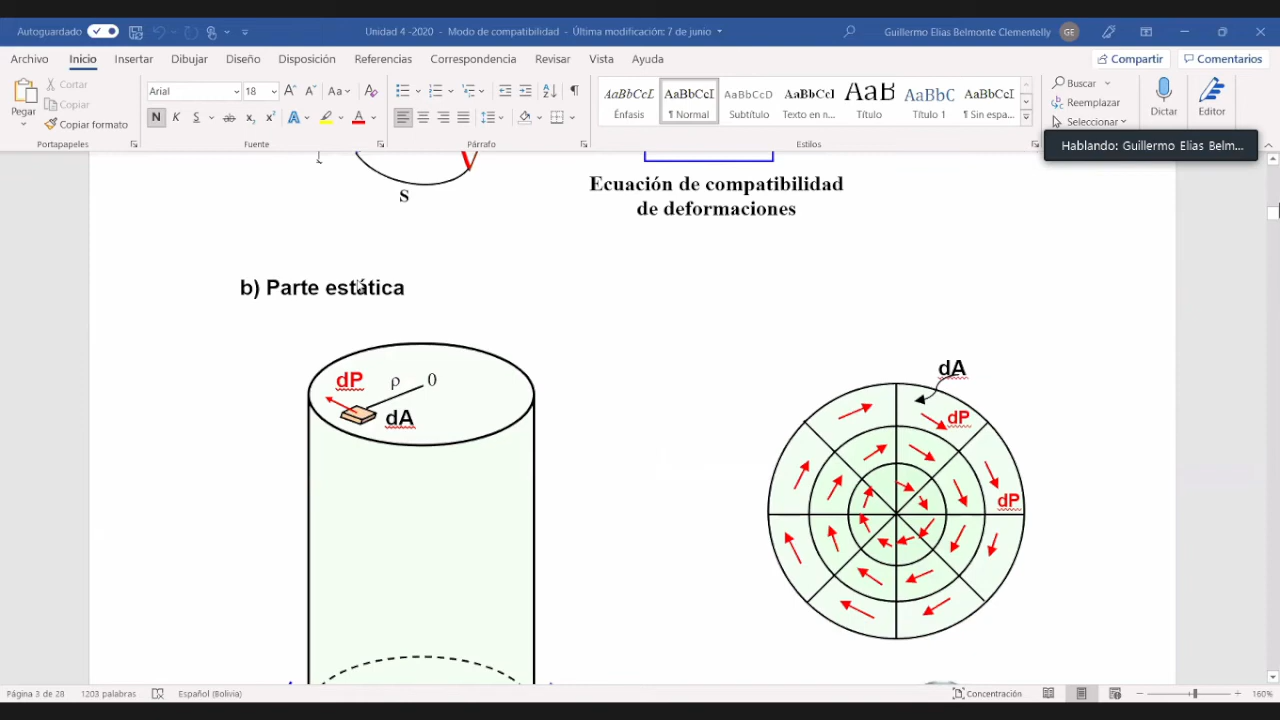 Autoguardado
Unidad 4 -2020 - Modo de compatibilidad - Última modificación: 7 de junio
Guillermo Elias Belmonte Clementelly
GE
Archivo Inicio Insertar Dibujar Diseño Disposición Referencias Correspondencia Revisar Vista Ayuda
Compartir Comentarios
Pegar
Cortar
Copiar
Copiar formato
Portapapeles
Arial 18
Fuente
Párrafo
AaBbCcL AaBbCcI AaBbCcD AaBbCcI AaB AaBbC AaBbCcI
Énfasis ¶ Normal Subtítulo Texto en n... Título Título 1 ¶ Sin espa...
Estilos
Buscar
Reemplazar
Seleccionar
Dictar
Editor
Hablando: Guillermo Elias Belm...
V
S
Ecuación de compatibilidad
de deformaciones
b) Parte estática
dP ρ 0
dA
dA
dP
dP
Página 3 de 28 1203 palabras Español (Bolivia)
Concentración
160%